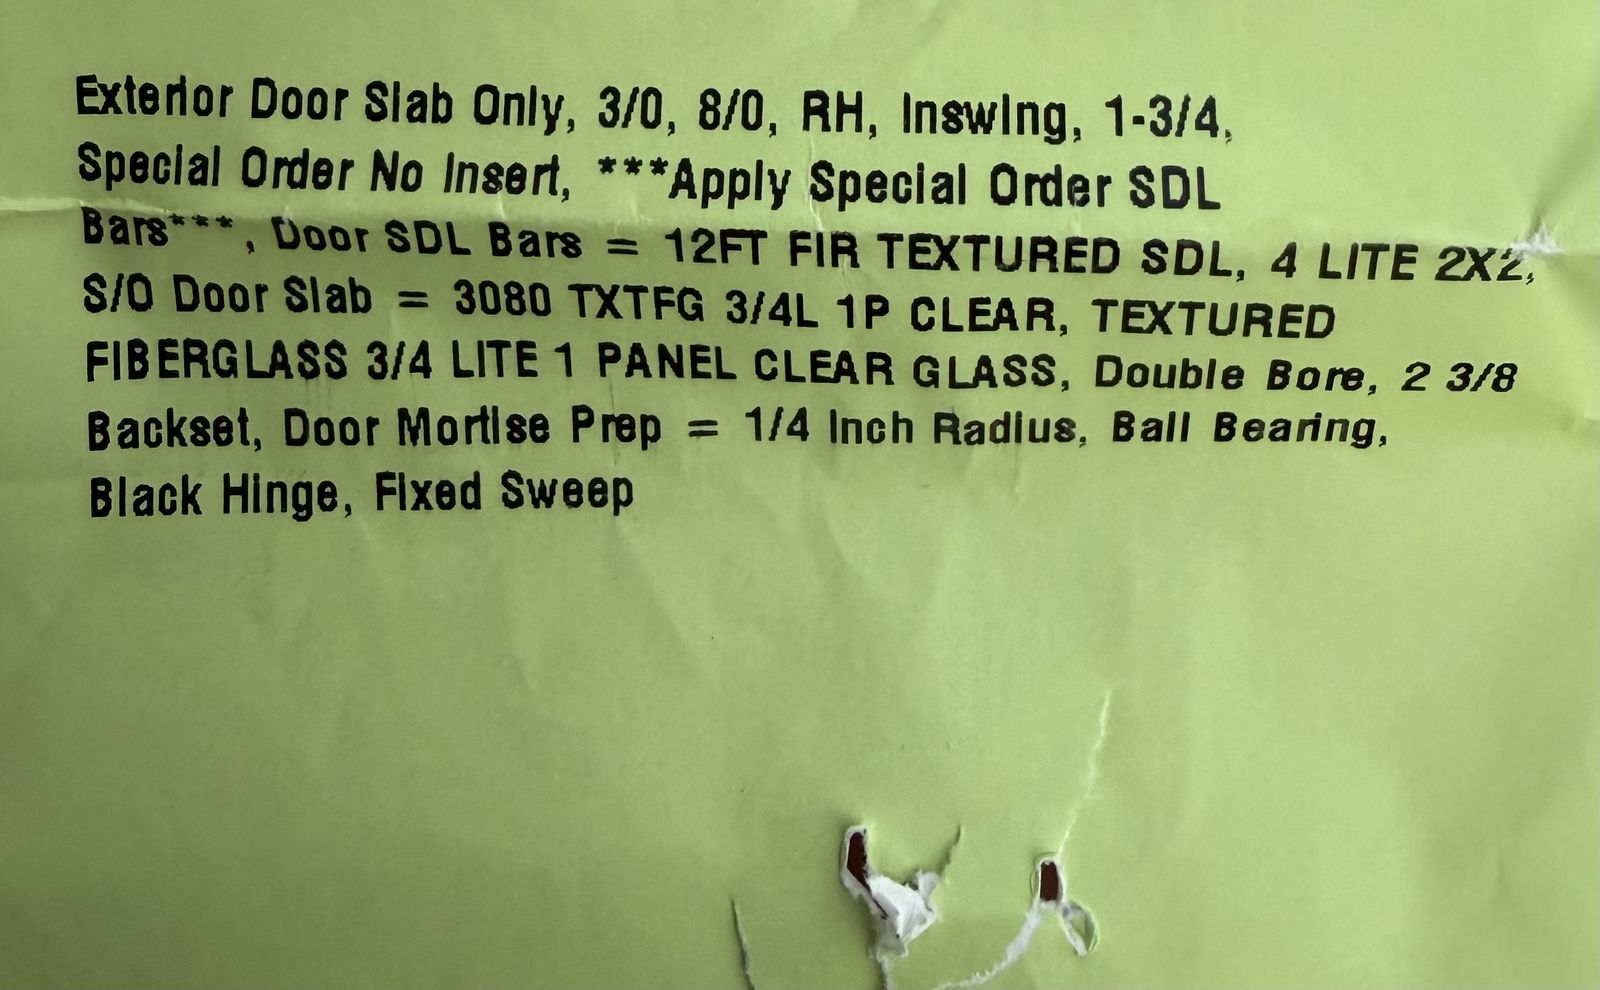 Exterior Door Slab Only, 3/0, 8/0, RH, Inswing, 1-3/4,
Special Order No Insert, ***Apply Special Order SDL
Bars***, Door SDL Bars = 12FT FIR TEXTURED SDL, 4 LITE 2X2,
S/O Door Slab = 3080 TXTFG 3/4L 1P CLEAR, TEXTURED
FIBERGLASS 3/4 LITE 1 PANEL CLEAR GLASS, Double Bore, 2 3/8
Backset, Door Mortise Prep = 1/4 Inch Radius, Ball Bearing,
Black Hinge, Fixed Sweep